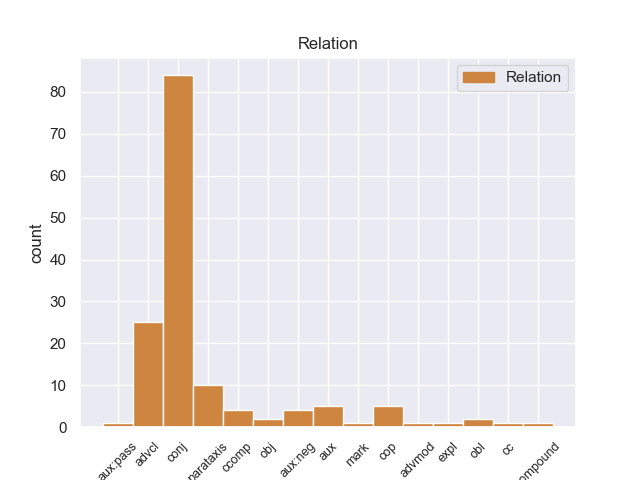 Relation
Relation
count
80
70
60
50
40
30
20
10
0
aux:pass
advcl
conj
parataxis
ccomp
obj
aux:neg
aux
mark
cop
advmod
expl
obl
cc
ompound